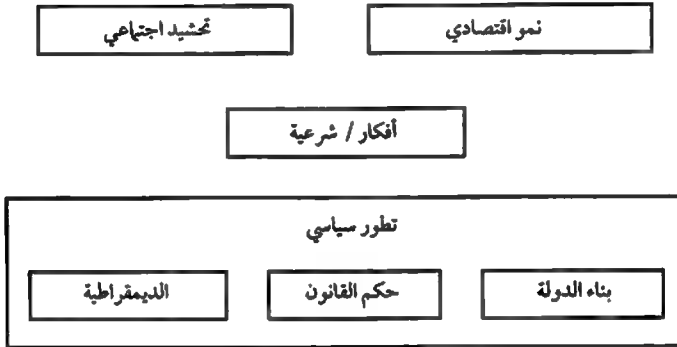 نمو اقتصادي
تحشيد اجتماعي
أفكار / شرعية
تطور سياسي
بناء الدولة
حكم القانون
الديمقراطية